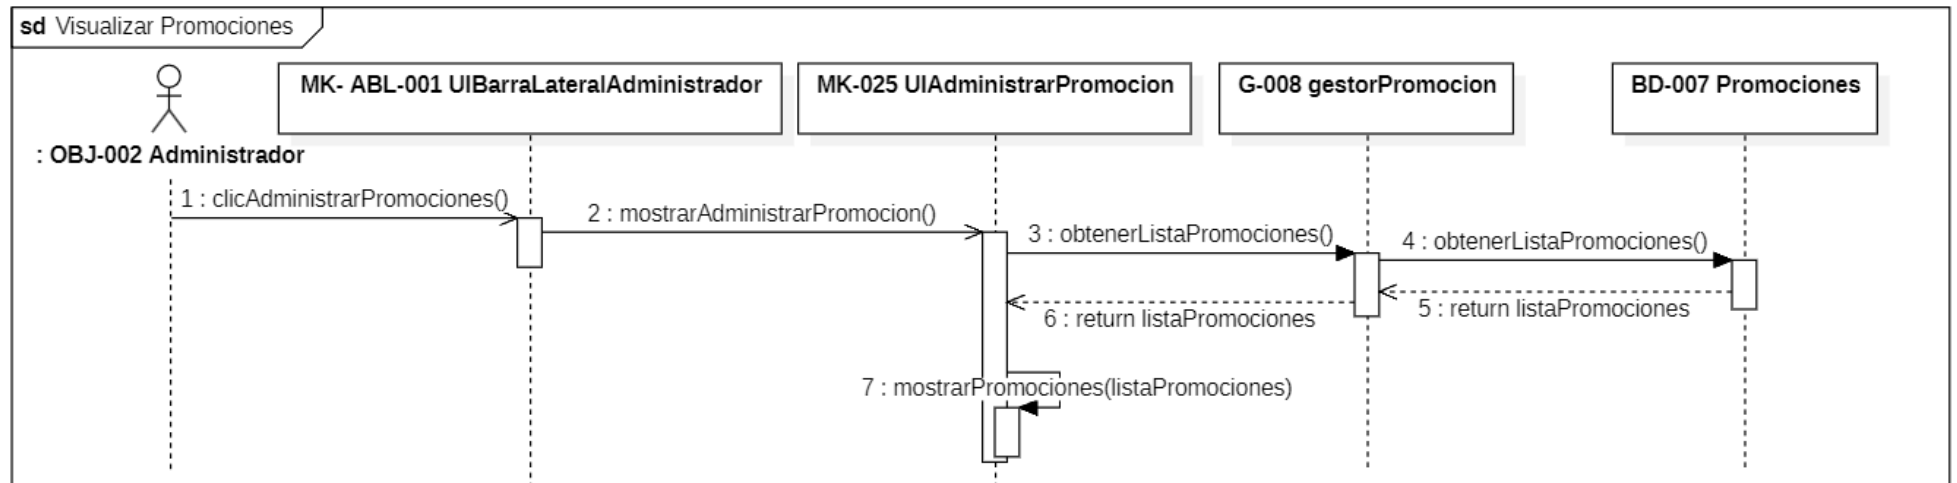 sd Visualizar Promociones
MK- ABL-001 UIBarraLateralAdministrador
MK-025 UIAdministrarPromocion
G-008 gestorPromocion
BD-007 Promociones
: OBJ-002 Administrador
1 : clicAdministrarPromociones()
2 : mostrarAdministrarPromocion()
3 : obtenerListaPromociones()
4 : obtenerListaPromociones()
5 : return listaPromociones
6 : return listaPromociones
7 : mostrarPromociones(listaPromociones)